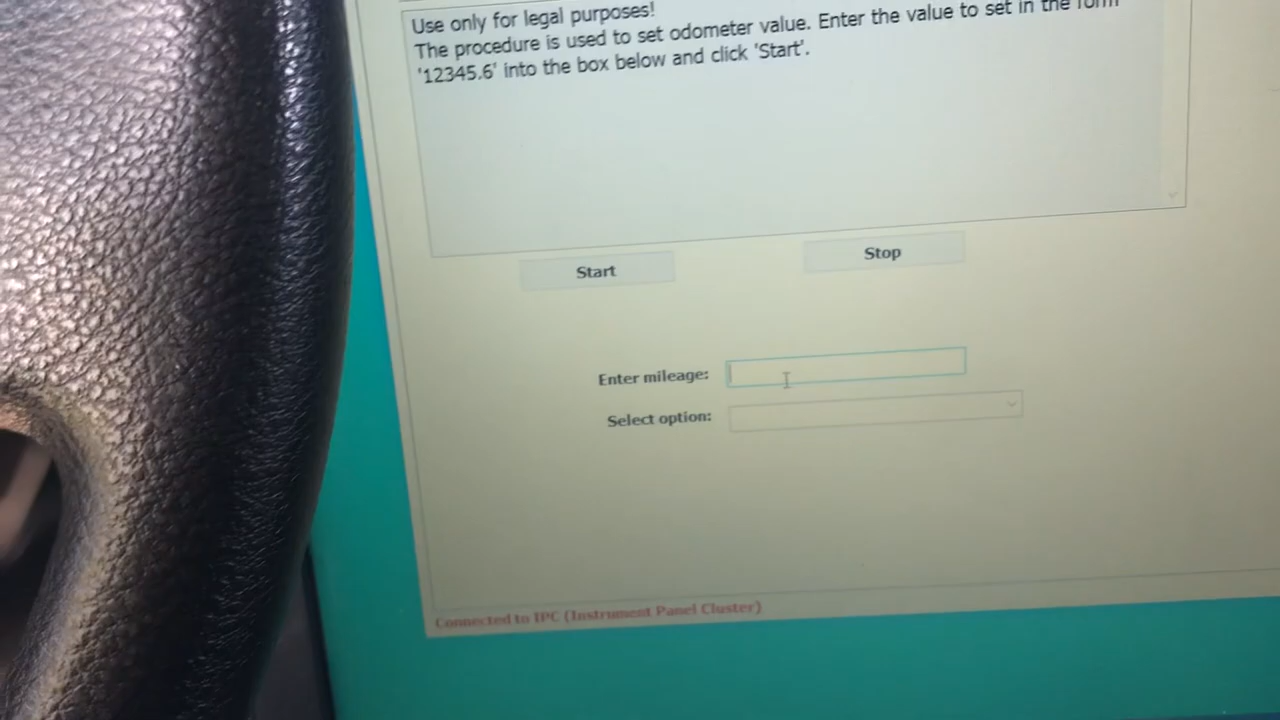 Use only for legal purposes!
The procedure is used to set odometer value. Enter the value to set in the form
'12345.6' into the box below and click 'Start'.
Start
Stop
Enter mileage:
Select option:
Connected to IPC (Instrument Panel Cluster)